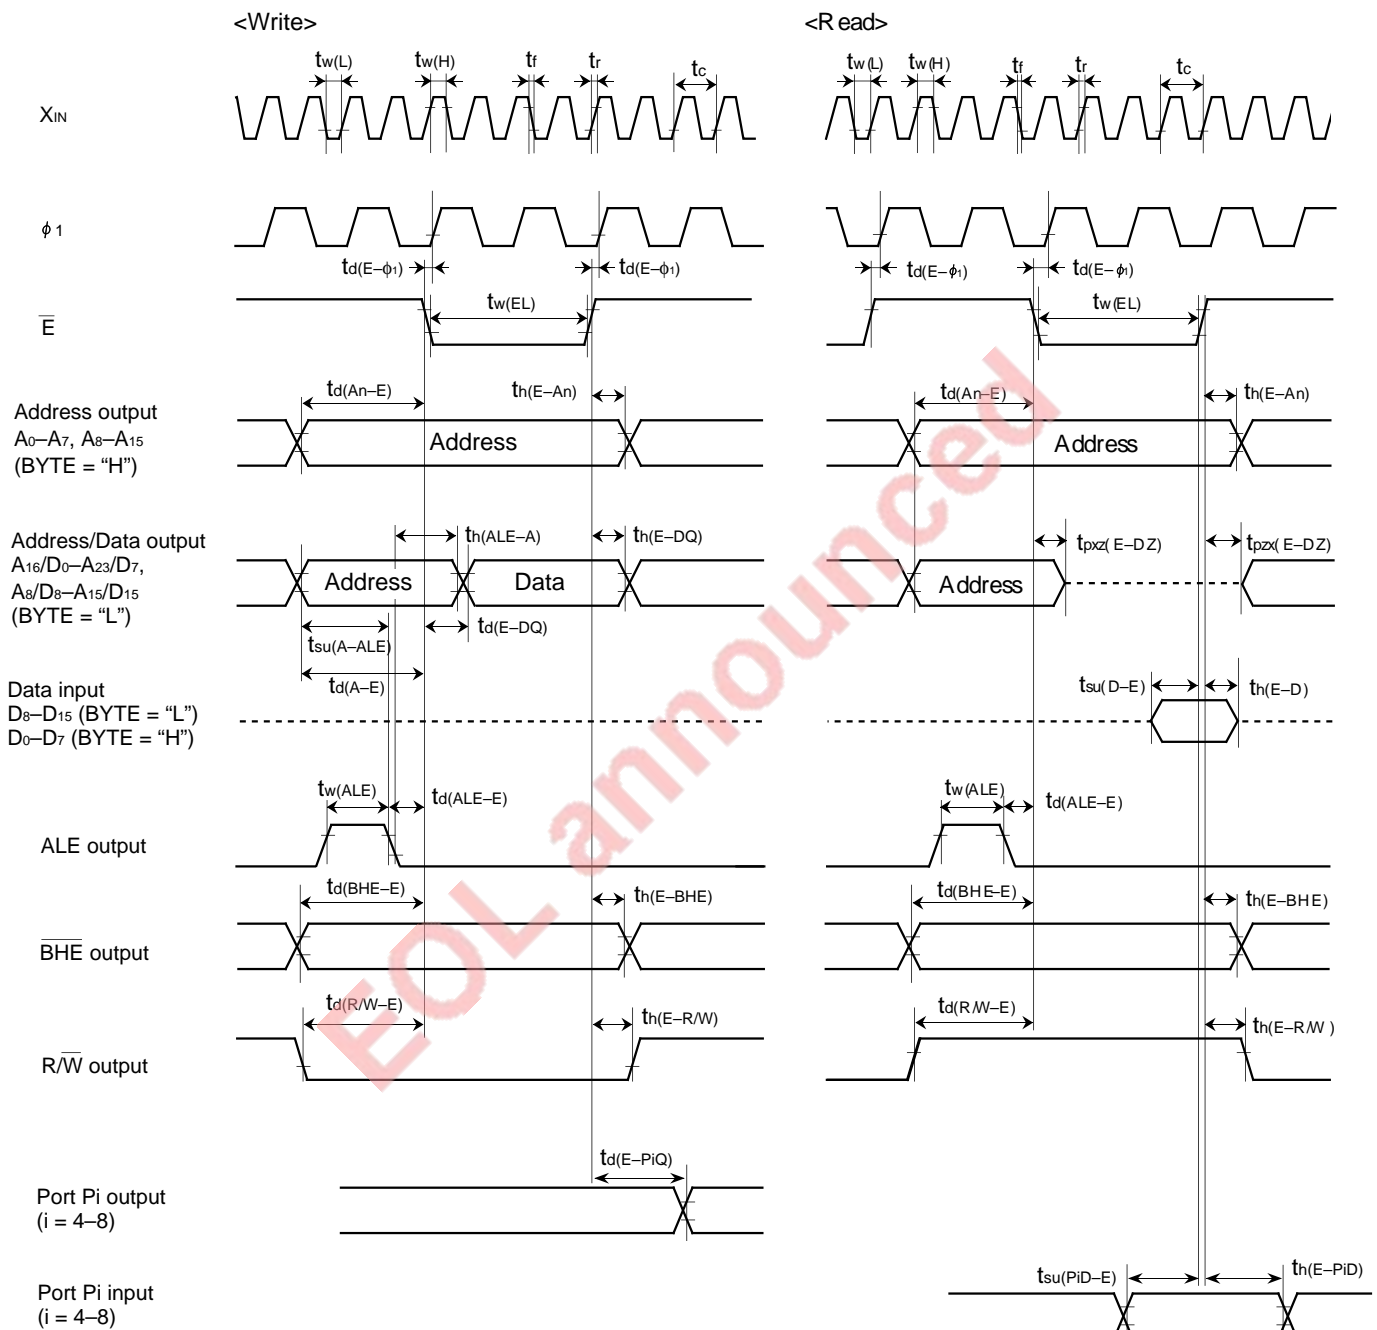 <Write>
<Read>
tw(L) tw(H) tf tr tc
tw(L) tw(H) tf tr tc
XIN
ϕ1
td(E–ϕ1) td(E–ϕ1)
td(E–ϕ1) td(E–ϕ1)
tw(EL)
tw(EL)
E̅
td(An–E) th(E–An)
td(An–E) th(E–An)
Address output
A0–A7, A8–A15
(BYTE = “H”)
Address
Address
th(ALE–A) th(E–DQ)
tpxz(E–DZ) tpzx(E–DZ)
Address/Data output
A16/D0–A23/D7,
A8/D8–A15/D15
(BYTE = “L”)
Address Data
Address
td(E–DQ)
tsu(A–ALE)
td(A–E)
tsu(D–E) th(E–D)
Data input
D8–D15 (BYTE = “L”)
D0–D7 (BYTE = “H”)
tw(ALE) td(ALE–E)
tw(ALE) td(ALE–E)
ALE output
td(BHE–E) th(E–BHE)
td(BHE–E) th(E–BHE)
B̅H̅E̅ output
td(R/W–E) th(E–R/W)
td(R/W–E) th(E–R/W)
R/W̅ output
td(E–PiQ)
Port Pi output
(i = 4–8)
tsu(PiD–E) th(E–PiD)
Port Pi input
(i = 4–8)
EOL announced